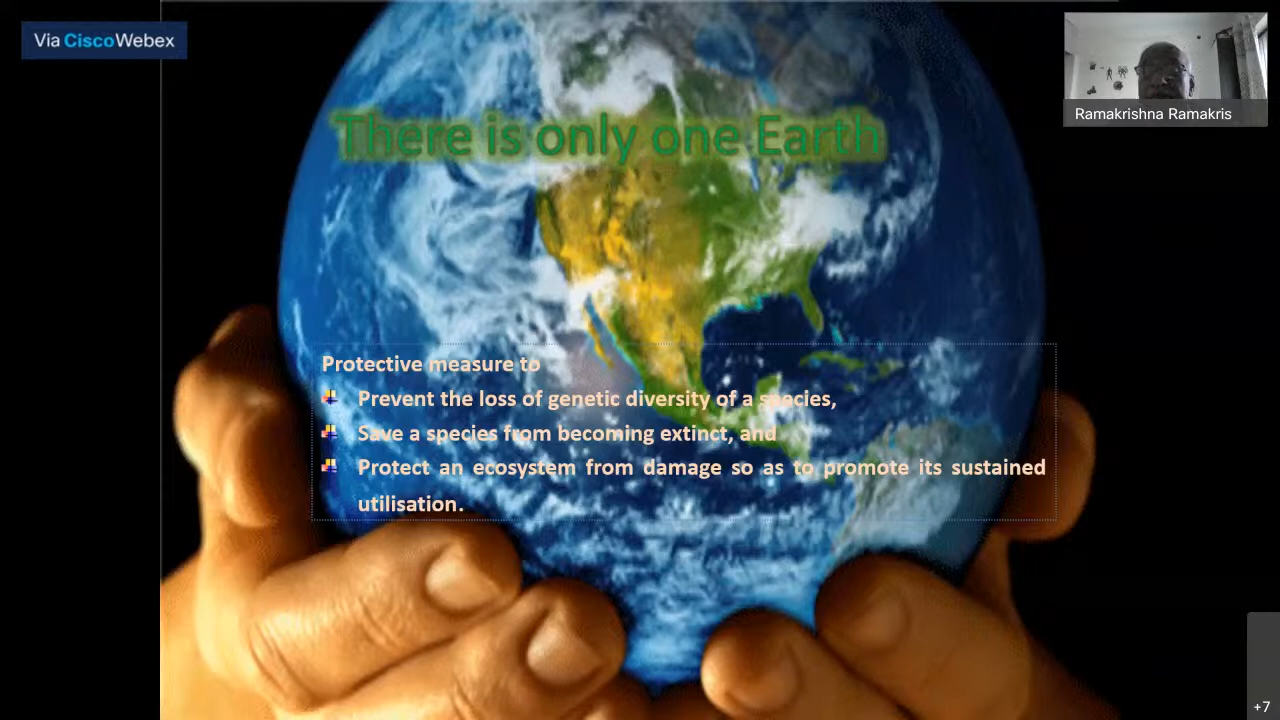 Via CiscoWebex
Ramakrishna Ramakris
There is only one Earth
Protective measure to
Prevent the loss of genetic diversity of a species,
Save a species from becoming extinct, and
Protect an ecosystem from damage so as to promote its sustained
utilisation.
+7